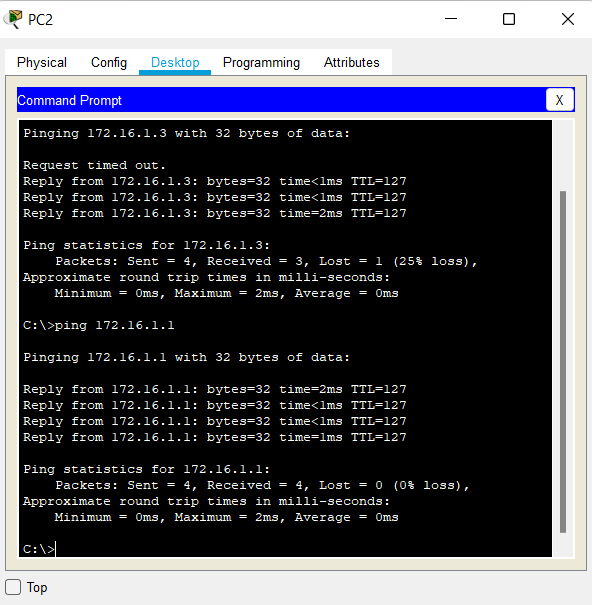 PC2
Physical Config Desktop Programming Attributes
Command Prompt X
Pinging 172.16.1.3 with 32 bytes of data:
Request timed out.
Reply from 172.16.1.3: bytes=32 time<1ms TTL=127
Reply from 172.16.1.3: bytes=32 time<1ms TTL=127
Reply from 172.16.1.3: bytes=32 time=2ms TTL=127
Ping statistics for 172.16.1.3:
    Packets: Sent = 4, Received = 3, Lost = 1 (25% loss),
Approximate round trip times in milli-seconds:
    Minimum = 0ms, Maximum = 2ms, Average = 0ms
C:\>ping 172.16.1.1
Pinging 172.16.1.1 with 32 bytes of data:
Reply from 172.16.1.1: bytes=32 time=2ms TTL=127
Reply from 172.16.1.1: bytes=32 time<1ms TTL=127
Reply from 172.16.1.1: bytes=32 time<1ms TTL=127
Reply from 172.16.1.1: bytes=32 time=1ms TTL=127
Ping statistics for 172.16.1.1:
    Packets: Sent = 4, Received = 4, Lost = 0 (0% loss),
Approximate round trip times in milli-seconds:
    Minimum = 0ms, Maximum = 2ms, Average = 0ms
C:\>
Top